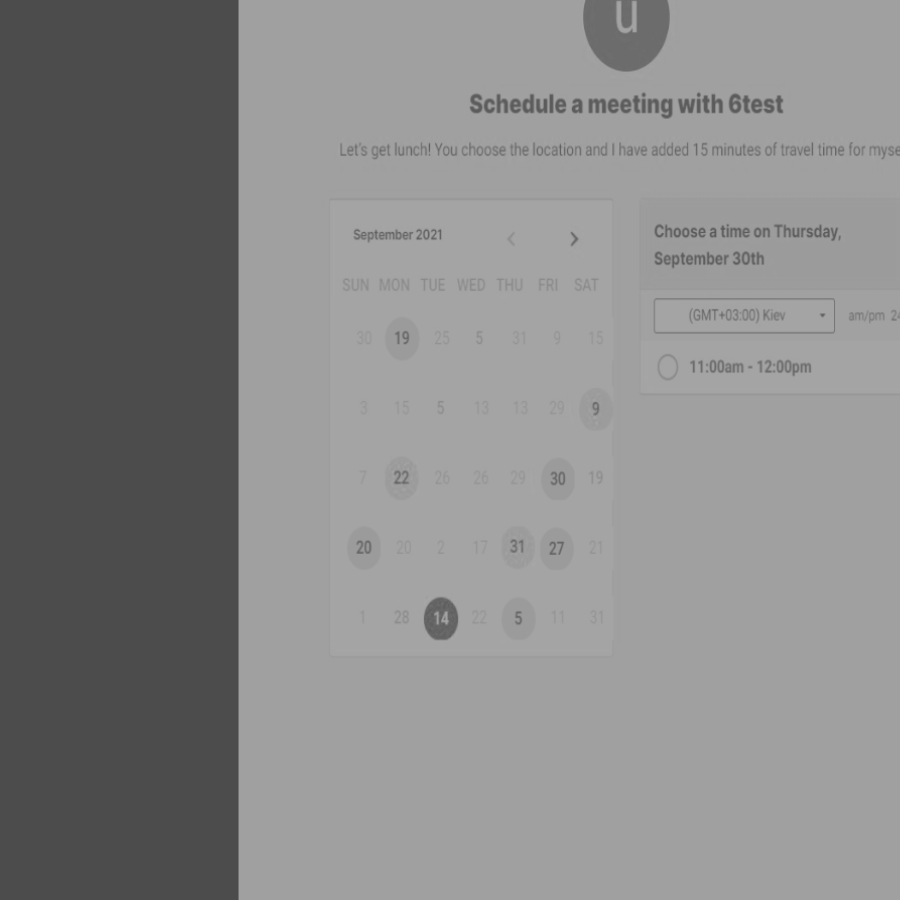 u
Schedule a meeting with 6test
Let's get lunch! You choose the location and I have added 15 minutes of travel time for myse
September 2021
SUN MON TUE WED THU FRI SAT
30 19 25 5 31 9 15
3 15 5 13 13 29 9
7 22 26 26 29 30 19
20 20 2 17 31 27 21
1 28 14 22 5 11 31
Choose a time on Thursday,
September 30th
(GMT+03:00) Kiev am/pm 24
11:00am - 12:00pm